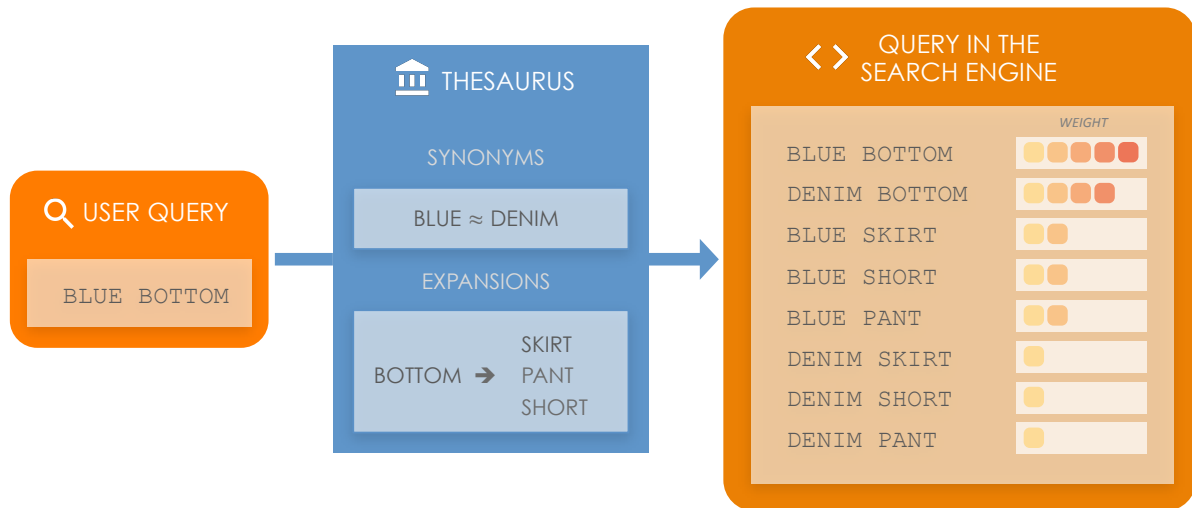 USER QUERY
BLUE BOTTOM
THESAURUS
SYNONYMS
BLUE ≈ DENIM
EXPANSIONS
BOTTOM ➔
SKIRT
PANT
SHORT
QUERY IN THE
SEARCH ENGINE
WEIGHT
BLUE BOTTOM
DENIM BOTTOM
BLUE SKIRT
BLUE SHORT
BLUE PANT
DENIM SKIRT
DENIM SHORT
DENIM PANT